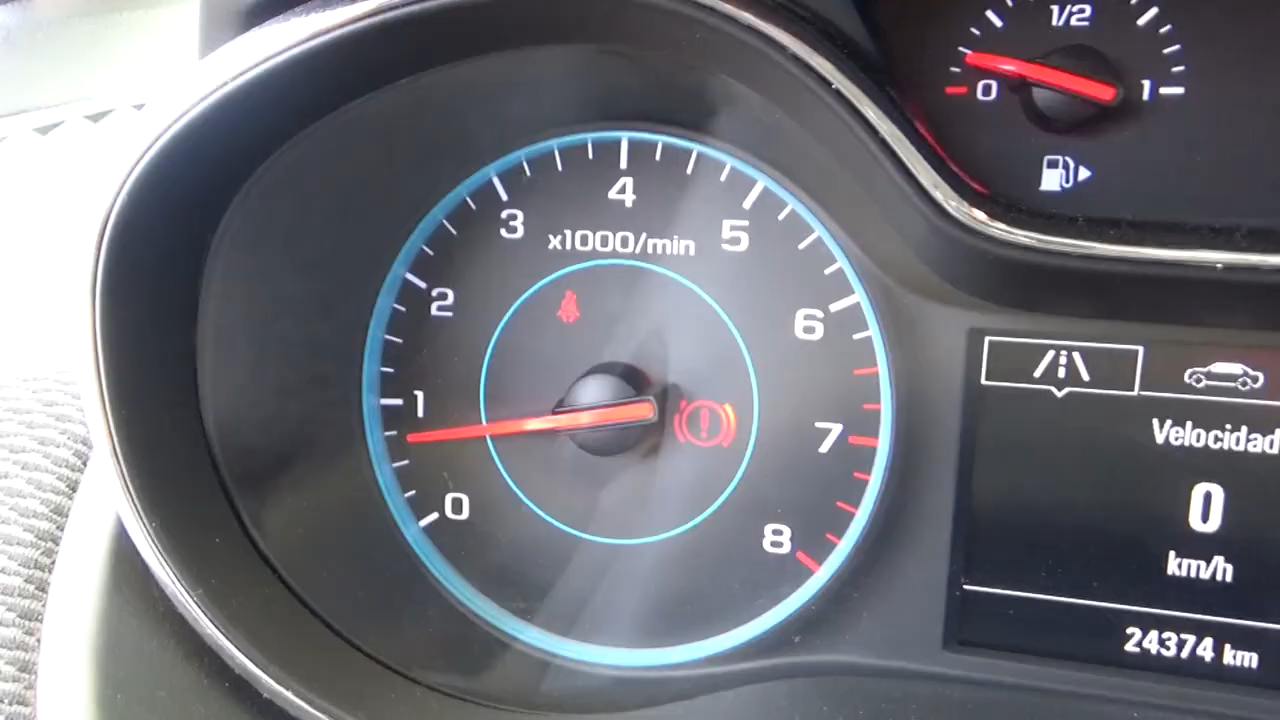 1/2
0 1
4
3 5
x1000/min
2 6
1
7
0
8
Velocidad
0
km/h
24374 km